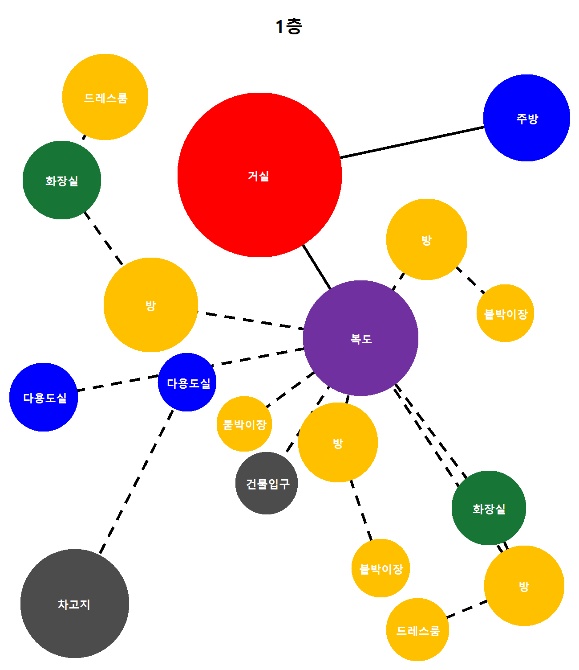 1층
드레스룸
주방
화장실
거실
방
방
붙박이장
복도
다용도실
다용도실
붙박이장
방
건물입구
화장실
붙박이장
방
차고지
드레스룸